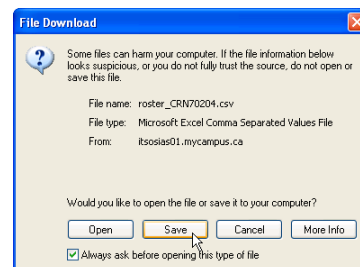 File Download
Some files can harm your computer. If the file information below
looks suspicious, or you do not fully trust the source, do not open or
save this file.
File name: roster_CRN70204.csv
File type: Microsoft Excel Comma Separated Values File
From: itsosias01.mycampus.ca
Would you like to open the file or save it to your computer?
Open Save Cancel More Info
Always ask before opening this type of file